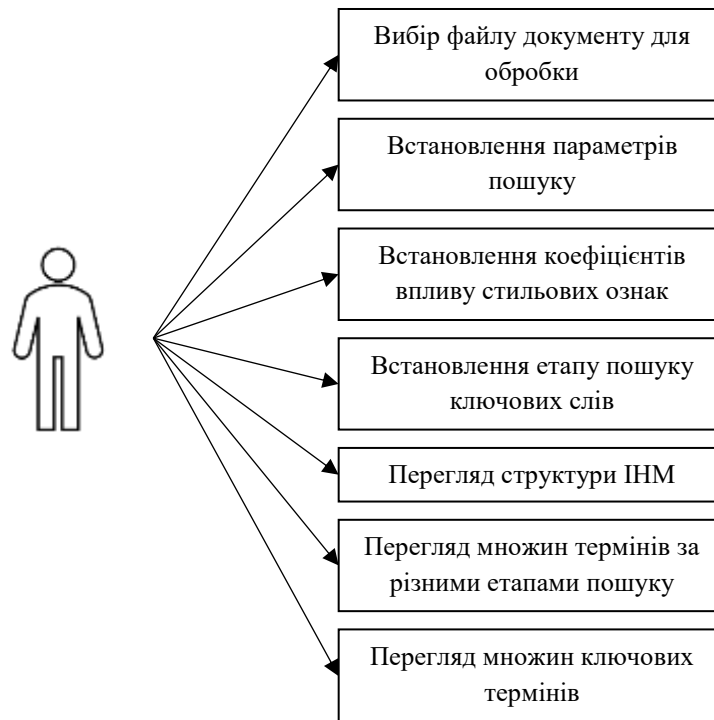 Вибір файлу документу для
обробки
Встановлення параметрів
пошуку
Встановлення коефіцієнтів
впливу стильових ознак
Встановлення етапу пошуку
ключових слів
Перегляд структури ІНМ
Перегляд множин термінів за
різними етапами пошуку
Перегляд множин ключових
термінів